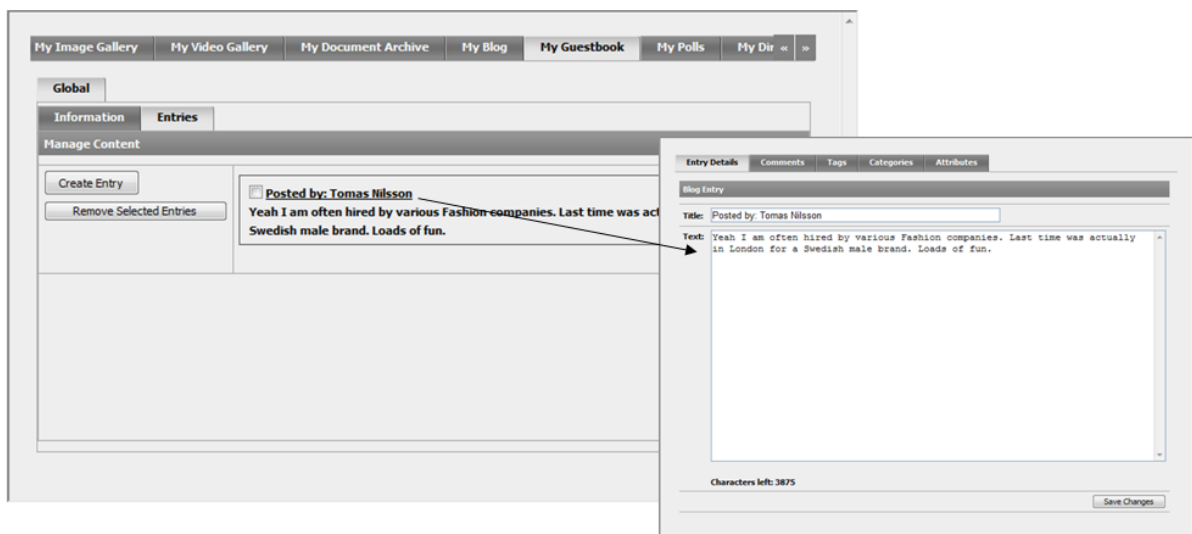 My Image Gallery My Video Gallery My Document Archive My Blog My Guestbook My Polls My Dir « »
Global
Information Entries
Manage Content
Create Entry
Remove Selected Entries
Posted by: Tomas Nilsson
Yeah I am often hired by various Fashion companies. Last time was act
Swedish male brand. Loads of fun.
Entry Details Comments Tags Categories Attributes
Blog Entry
Title: Posted by: Tomas Nilsson
Text: Yeah I am often hired by various Fashion companies. Last time was actually
in London for a Swedish male brand. Loads of fun.
Characters left: 3875
Save Changes